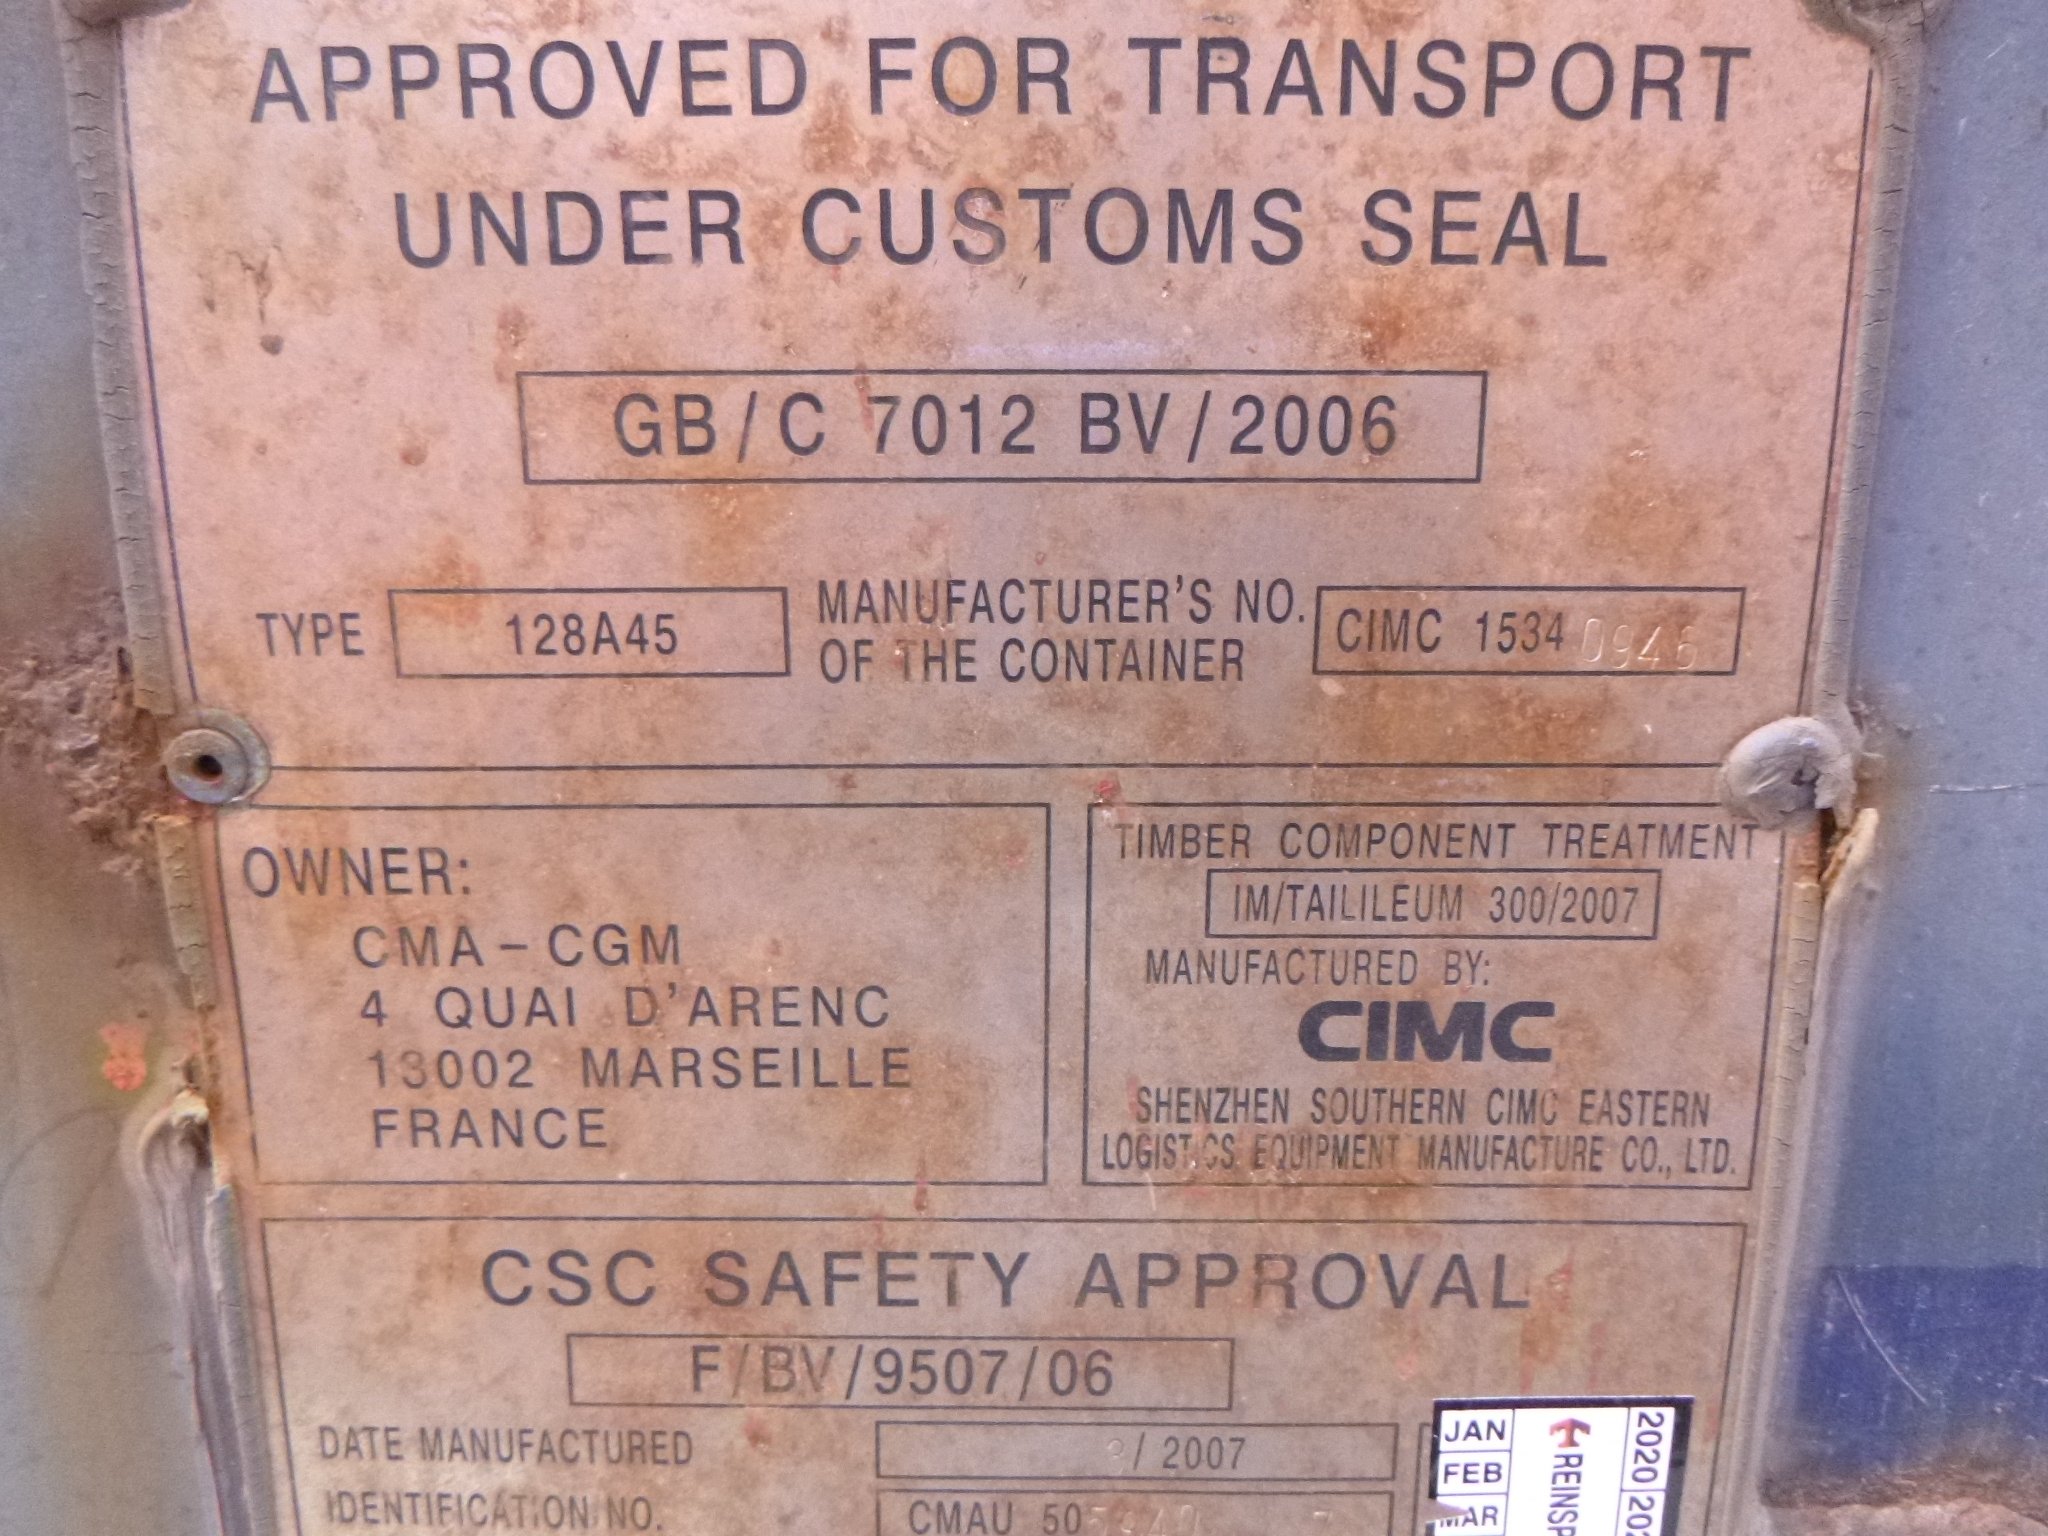 APPROVED FOR TRANSPORT
UNDER CUSTOMS SEAL
GB/C 7012 BV/2006
TYPE 128A45 MANUFACTURER'S NO. OF THE CONTAINER CIMC 1534 0946
OWNER:
CMA-CGM
4 QUAI D'ARENC
13002 MARSEILLE
FRANCE
TIMBER COMPONENT TREATMENT
IM/TAILILEUM 300/2007
MANUFACTURED BY:
CIMC
SHENZHEN SOUTHERN CIMC EASTERN
LOGISTICS EQUIPMENT MANUFACTURE CO., LTD.
CSC SAFETY APPROVAL
F/BV/9507/06
DATE MANUFACTURED / 2007
IDENTIFICATION NO. CMAU
JAN
FEB
MAR
2020